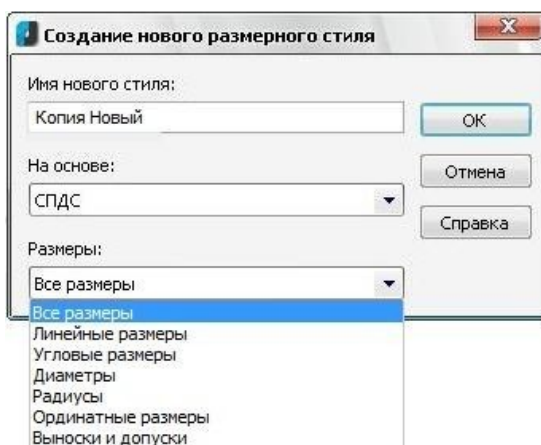 Создание нового размерного стиля
Имя нового стиля:
Копия Новый
ОК
На основе:
Отмена
СПДС
Справка
Размеры:
Все размеры
Все размеры
Линейные размеры
Угловые размеры
Диаметры
Радиусы
Ординатные размеры
Выноски и допуски